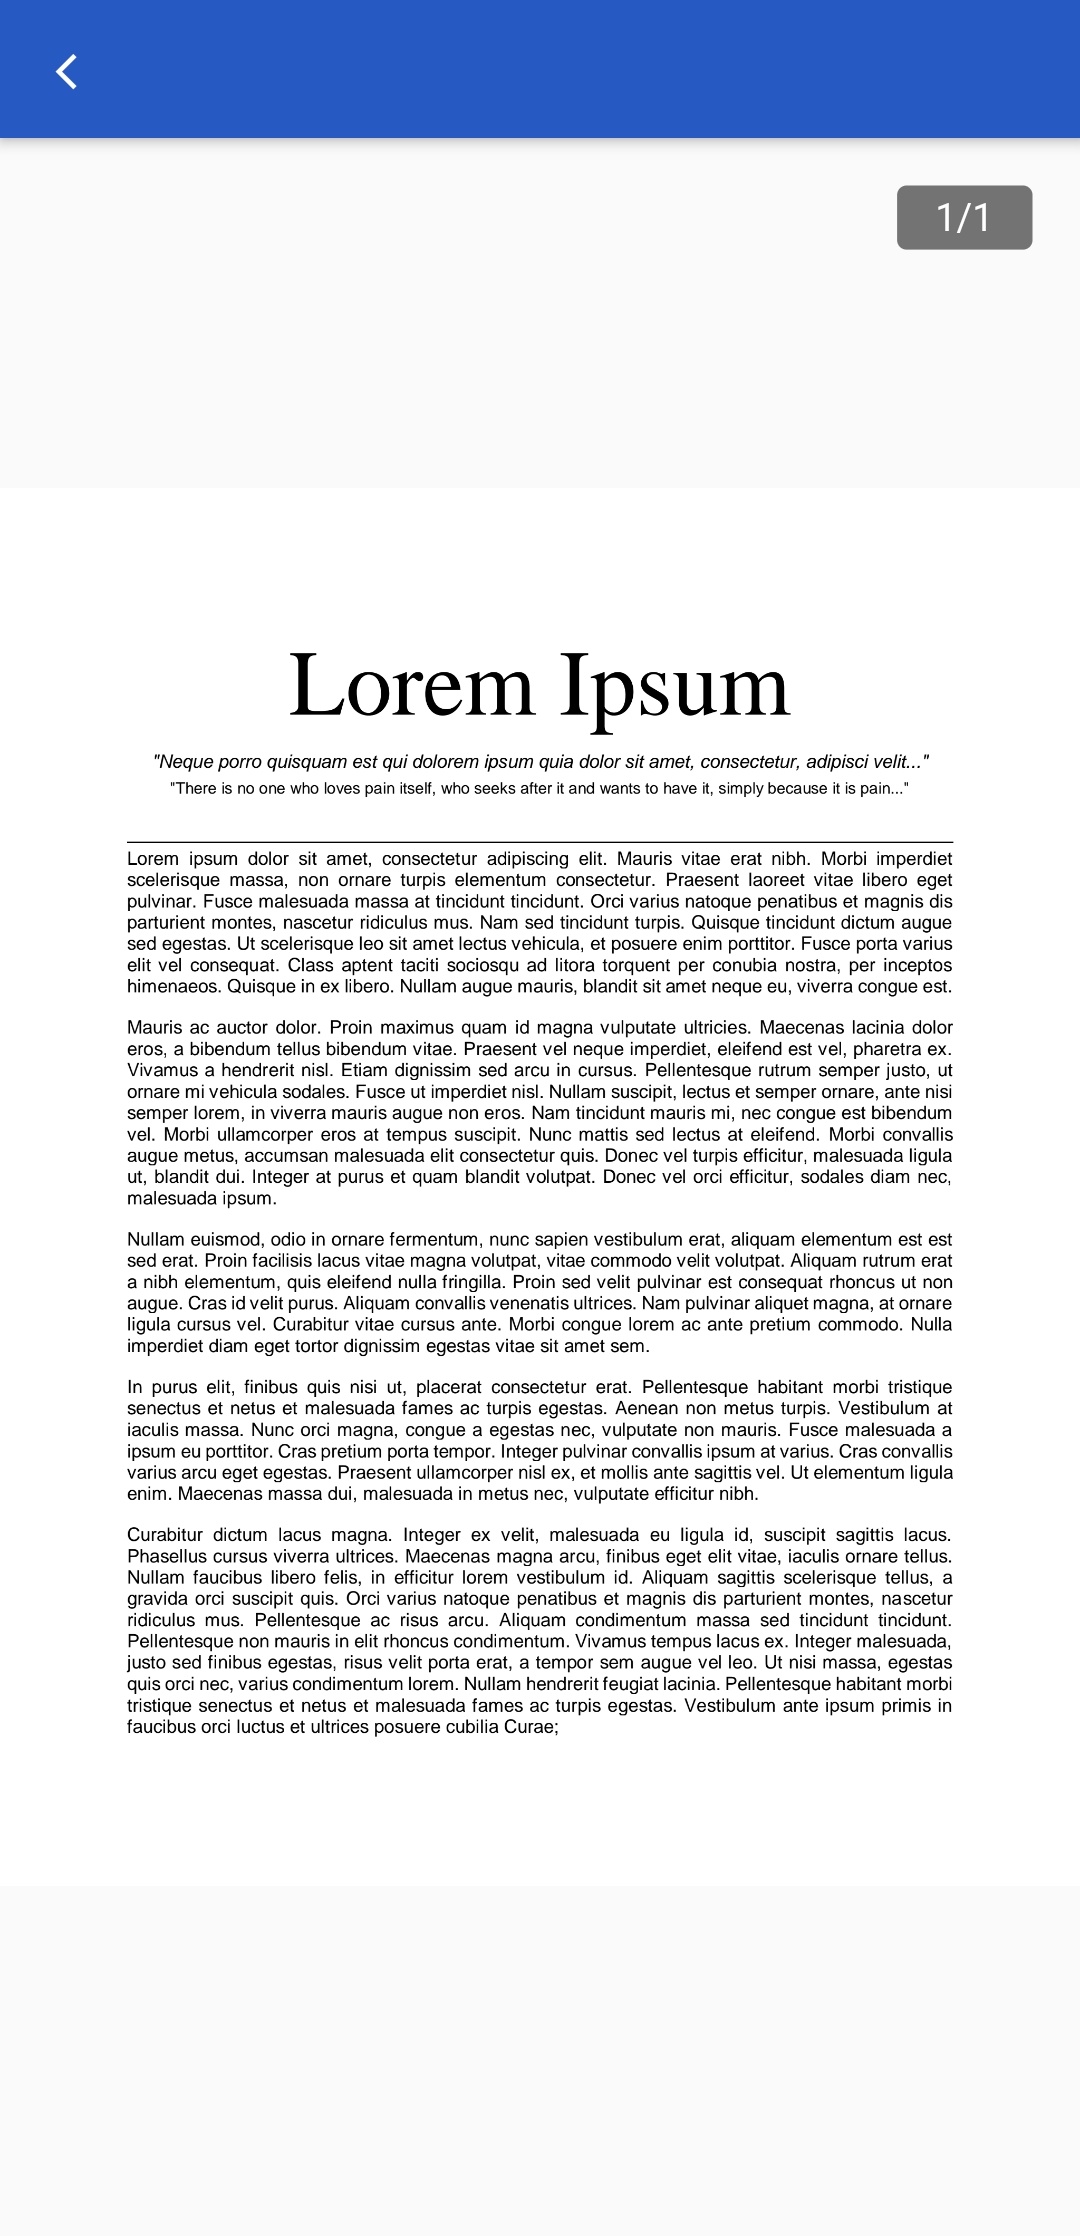 1/1
Lorem Ipsum
"Neque porro quisquam est qui dolorem ipsum quia dolor sit amet, consectetur, adipisci velit..."
"There is no one who loves pain itself, who seeks after it and wants to have it, simply because it is pain..."
Lorem ipsum dolor sit amet, consectetur adipiscing elit. Mauris vitae erat nibh. Morbi imperdiet
scelerisque massa, non ornare turpis elementum consectetur. Praesent laoreet vitae libero eget
pulvinar. Fusce malesuada massa at tincidunt tincidunt. Orci varius natoque penatibus et magnis dis
parturient montes, nascetur ridiculus mus. Nam sed tincidunt turpis. Quisque tincidunt dictum augue
sed egestas. Ut scelerisque leo sit amet lectus vehicula, et posuere enim porttitor. Fusce porta varius
elit vel consequat. Class aptent taciti sociosqu ad litora torquent per conubia nostra, per inceptos
himenaeos. Quisque in ex libero. Nullam augue mauris, blandit sit amet neque eu, viverra congue est.
Mauris ac auctor dolor. Proin maximus quam id magna vulputate ultricies. Maecenas lacinia dolor
eros, a bibendum tellus bibendum vitae. Praesent vel neque imperdiet, eleifend est vel, pharetra ex.
Vivamus a hendrerit nisl. Etiam dignissim sed arcu in cursus. Pellentesque rutrum semper justo, ut
ornare mi vehicula sodales. Fusce ut imperdiet nisl. Nullam suscipit, lectus et semper ornare, ante nisi
semper lorem, in viverra mauris augue non eros. Nam tincidunt mauris mi, nec congue est bibendum
vel. Morbi ullamcorper eros at tempus suscipit. Nunc mattis sed lectus at eleifend. Morbi convallis
augue metus, accumsan malesuada elit consectetur quis. Donec vel turpis efficitur, malesuada ligula
ut, blandit dui. Integer at purus et quam blandit volutpat. Donec vel orci efficitur, sodales diam nec,
malesuada ipsum.
Nullam euismod, odio in ornare fermentum, nunc sapien vestibulum erat, aliquam elementum est est
sed erat. Proin facilisis lacus vitae magna volutpat, vitae commodo velit volutpat. Aliquam rutrum erat
a nibh elementum, quis eleifend nulla fringilla. Proin sed velit pulvinar est consequat rhoncus ut non
augue. Cras id velit purus. Aliquam convallis venenatis ultrices. Nam pulvinar aliquet magna, at ornare
ligula cursus vel. Curabitur vitae cursus ante. Morbi congue lorem ac ante pretium commodo. Nulla
imperdiet diam eget tortor dignissim egestas vitae sit amet sem.
In purus elit, finibus quis nisi ut, placerat consectetur erat. Pellentesque habitant morbi tristique
senectus et netus et malesuada fames ac turpis egestas. Aenean non metus turpis. Vestibulum at
iaculis massa. Nunc orci magna, congue a egestas nec, vulputate non mauris. Fusce malesuada a
ipsum eu porttitor. Cras pretium porta tempor. Integer pulvinar convallis ipsum at varius. Cras convallis
varius arcu eget egestas. Praesent ullamcorper nisl ex, et mollis ante sagittis vel. Ut elementum ligula
enim. Maecenas massa dui, malesuada in metus nec, vulputate efficitur nibh.
Curabitur dictum lacus magna. Integer ex velit, malesuada eu ligula id, suscipit sagittis lacus.
Phasellus cursus viverra ultrices. Maecenas magna arcu, finibus eget elit vitae, iaculis ornare tellus.
Nullam faucibus libero felis, in efficitur lorem vestibulum id. Aliquam sagittis scelerisque tellus, a
gravida orci suscipit quis. Orci varius natoque penatibus et magnis dis parturient montes, nascetur
ridiculus mus. Pellentesque ac risus arcu. Aliquam condimentum massa sed tincidunt tincidunt.
Pellentesque non mauris in elit rhoncus condimentum. Vivamus tempus lacus ex. Integer malesuada,
justo sed finibus egestas, risus velit porta erat, a tempor sem augue vel leo. Ut nisi massa, egestas
quis orci nec, varius condimentum lorem. Nullam hendrerit feugiat lacinia. Pellentesque habitant morbi
tristique senectus et netus et malesuada fames ac turpis egestas. Vestibulum ante ipsum primis in
faucibus orci luctus et ultrices posuere cubilia Curae;